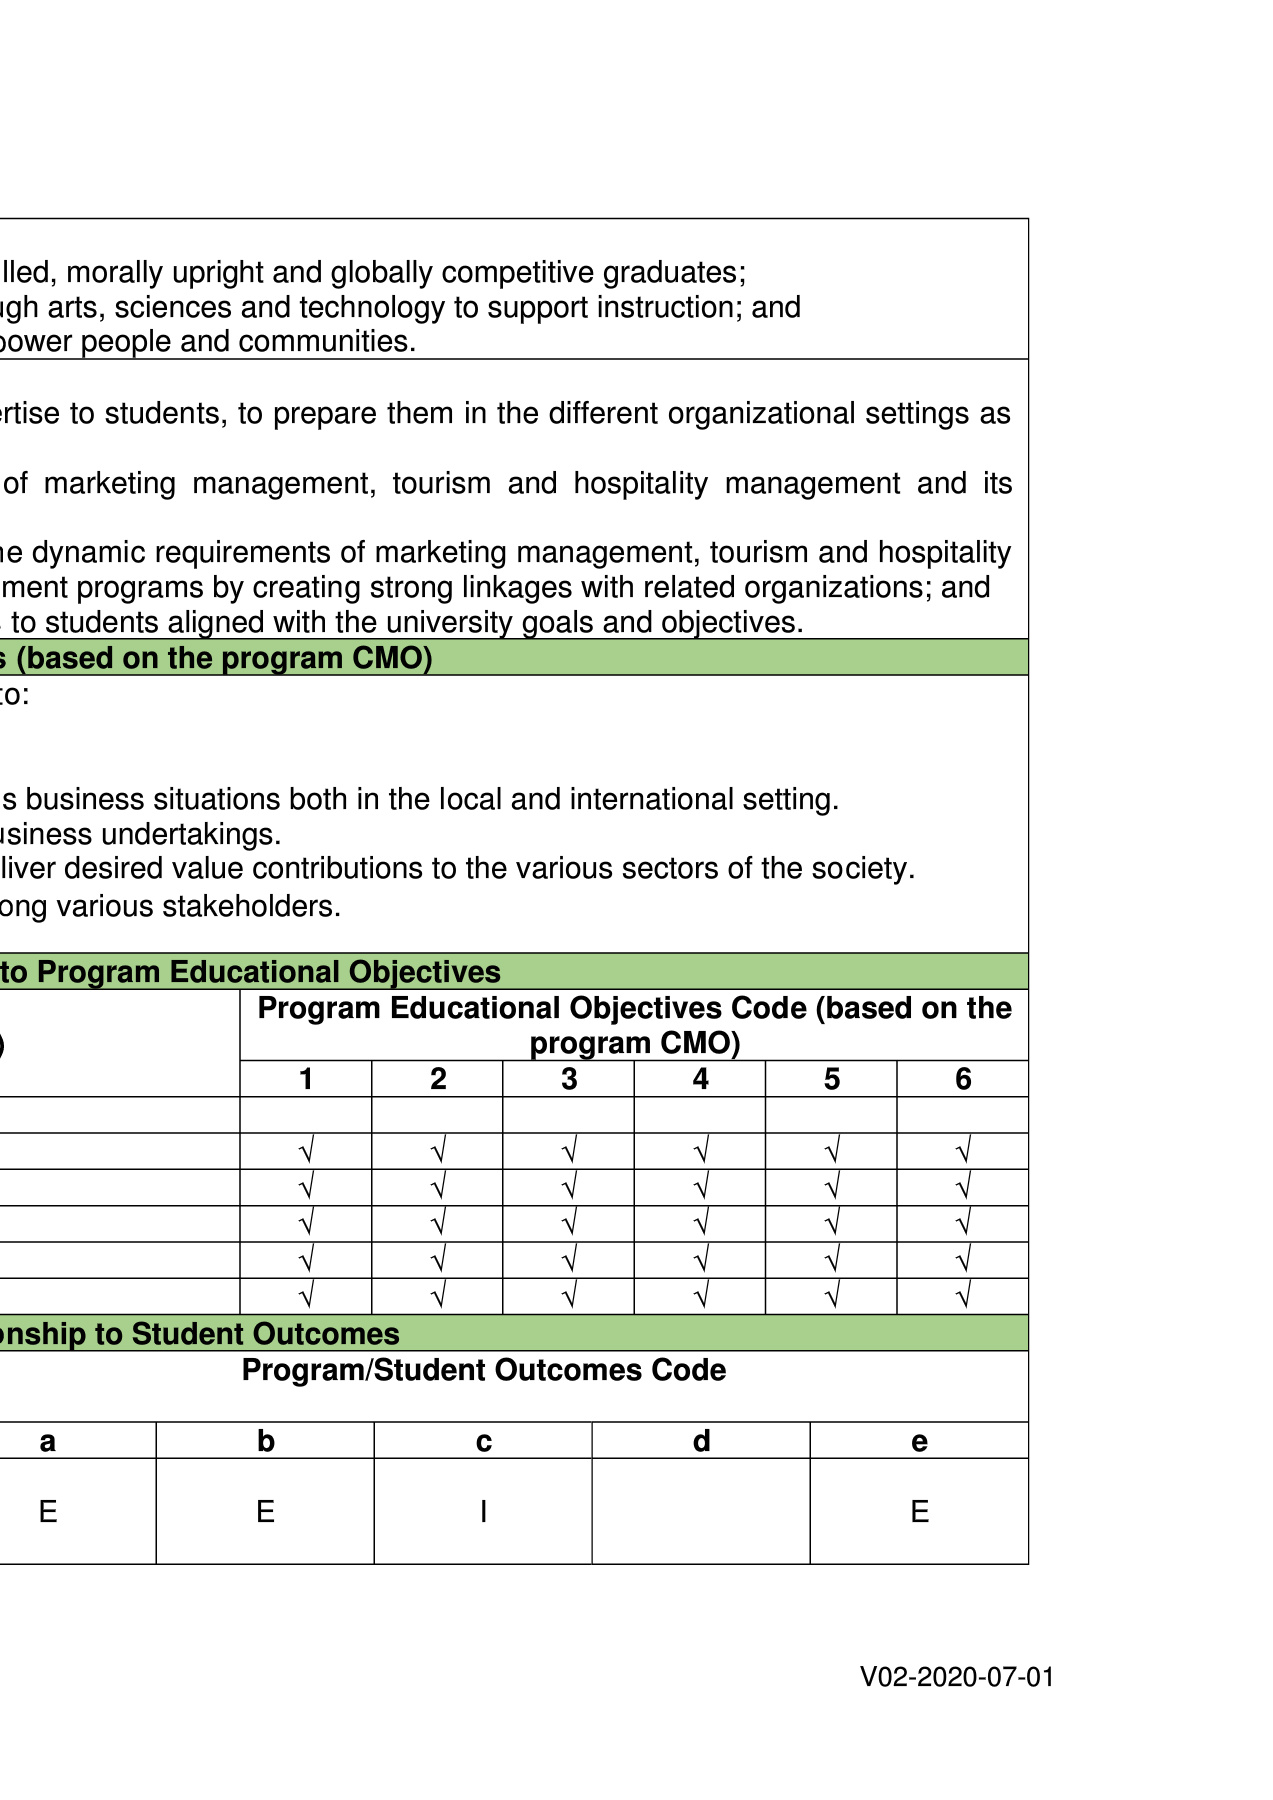 lled, morally upright and globally competitive graduates;
ugh arts, sciences and technology to support instruction; and
power people and communities.
ertise to students, to prepare them in the different organizational settings as
of marketing management, tourism and hospitality management and its
he dynamic requirements of marketing management, tourism and hospitality
ment programs by creating strong linkages with related organizations; and
s to students aligned with the university goals and objectives.
s (based on the program CMO)
to:
s business situations both in the local and international setting.
usiness undertakings.
liver desired value contributions to the various sectors of the society.
ong various stakeholders.
to Program Educational Objectives
Program Educational Objectives Code (based on the
program CMO)
)
1 2 3 4 5 6
√ √ √ √ √ √
√ √ √ √ √ √
√ √ √ √ √ √
√ √ √ √ √ √
√ √ √ √ √ √
onship to Student Outcomes
Program/Student Outcomes Code
a b c d e
E E I E
V02-2020-07-01